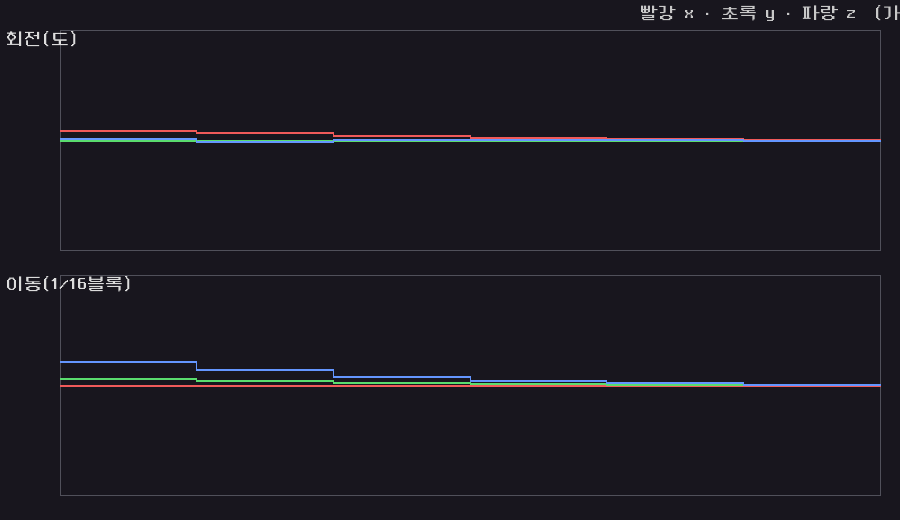 빨강 x · 초록 y · 파랑 z (가
회전(도)
이동(1/16블록)